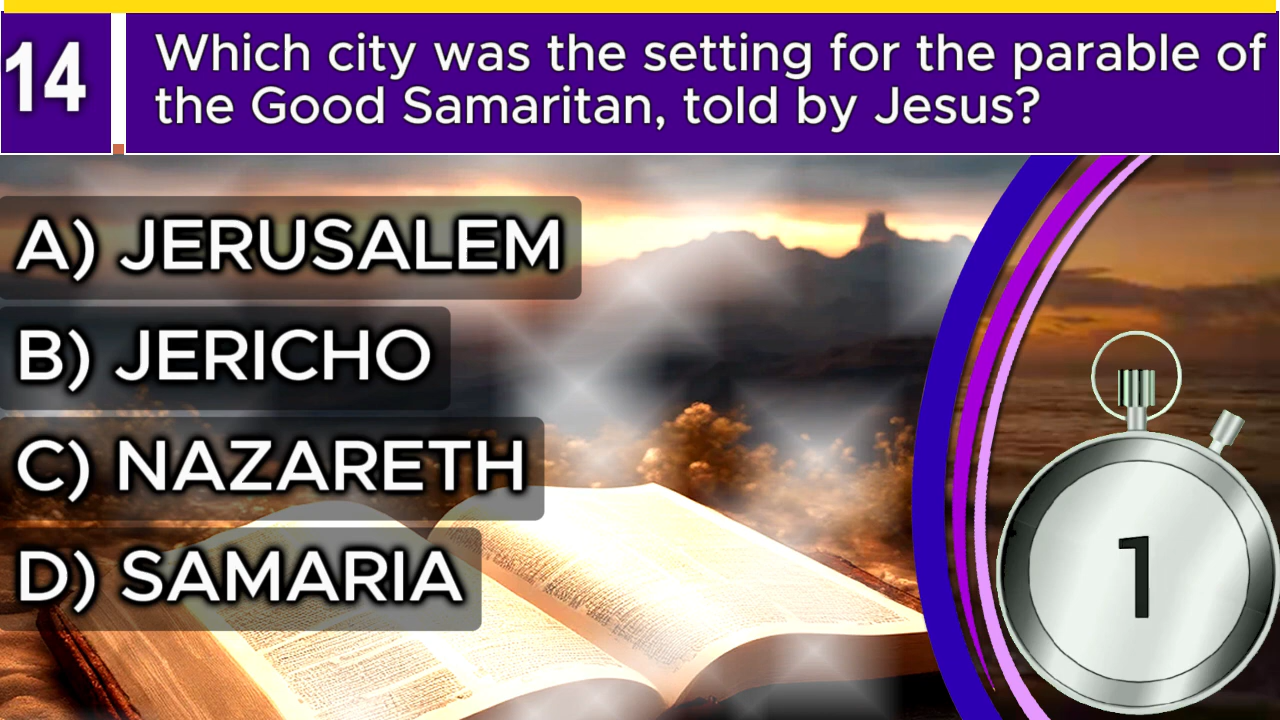 14
Which city was the setting for the parable of
the Good Samaritan, told by Jesus?
A) JERUSALEM
B) JERICHO
C) NAZARETH
D) SAMARIA
1